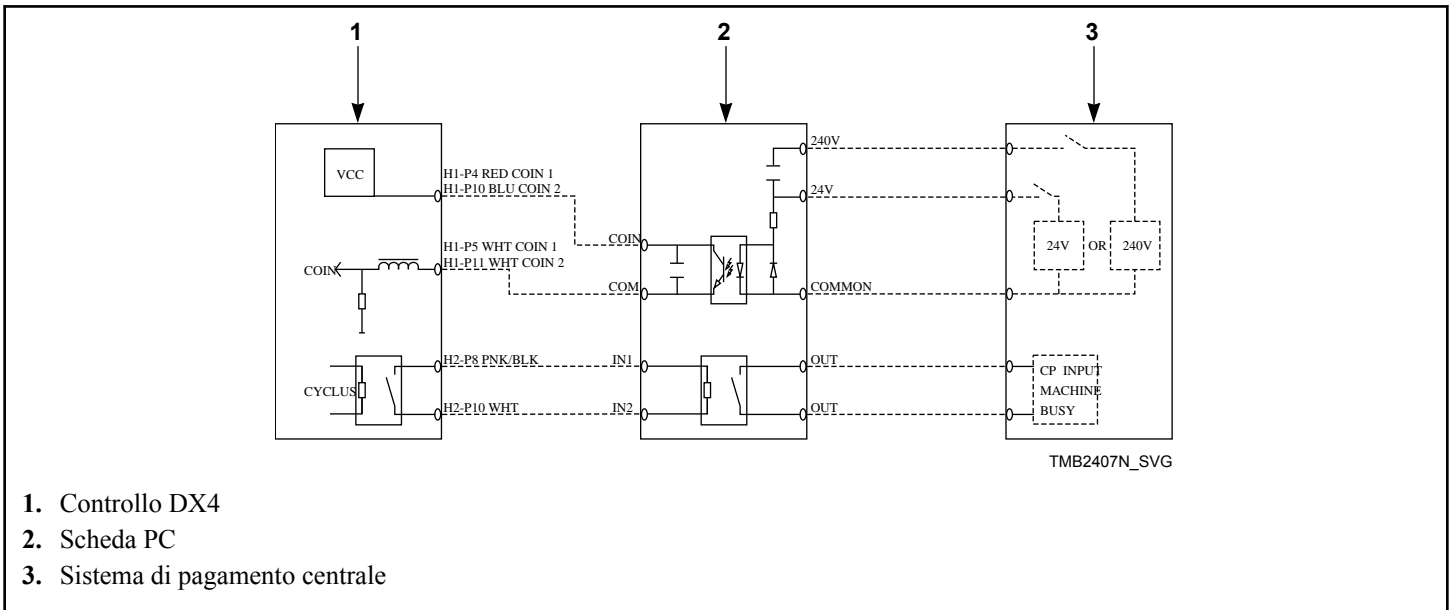 1 2 3
VCC
H1-P4 RED COIN 1
H1-P10 BLU COIN 2
H1-P5 WHT COIN 1
H1-P11 WHT COIN 2
COIN
CYCLUS
H2-P8 PNK/BLK
H2-P10 WHT
COIN
COM
IN1
IN2
240V
24V
COMMON
OUT
OUT
24V OR 240V
CP INPUT
MACHINE
BUSY
TMB2407N_SVG
1. Controllo DX4
2. Scheda PC
3. Sistema di pagamento centrale